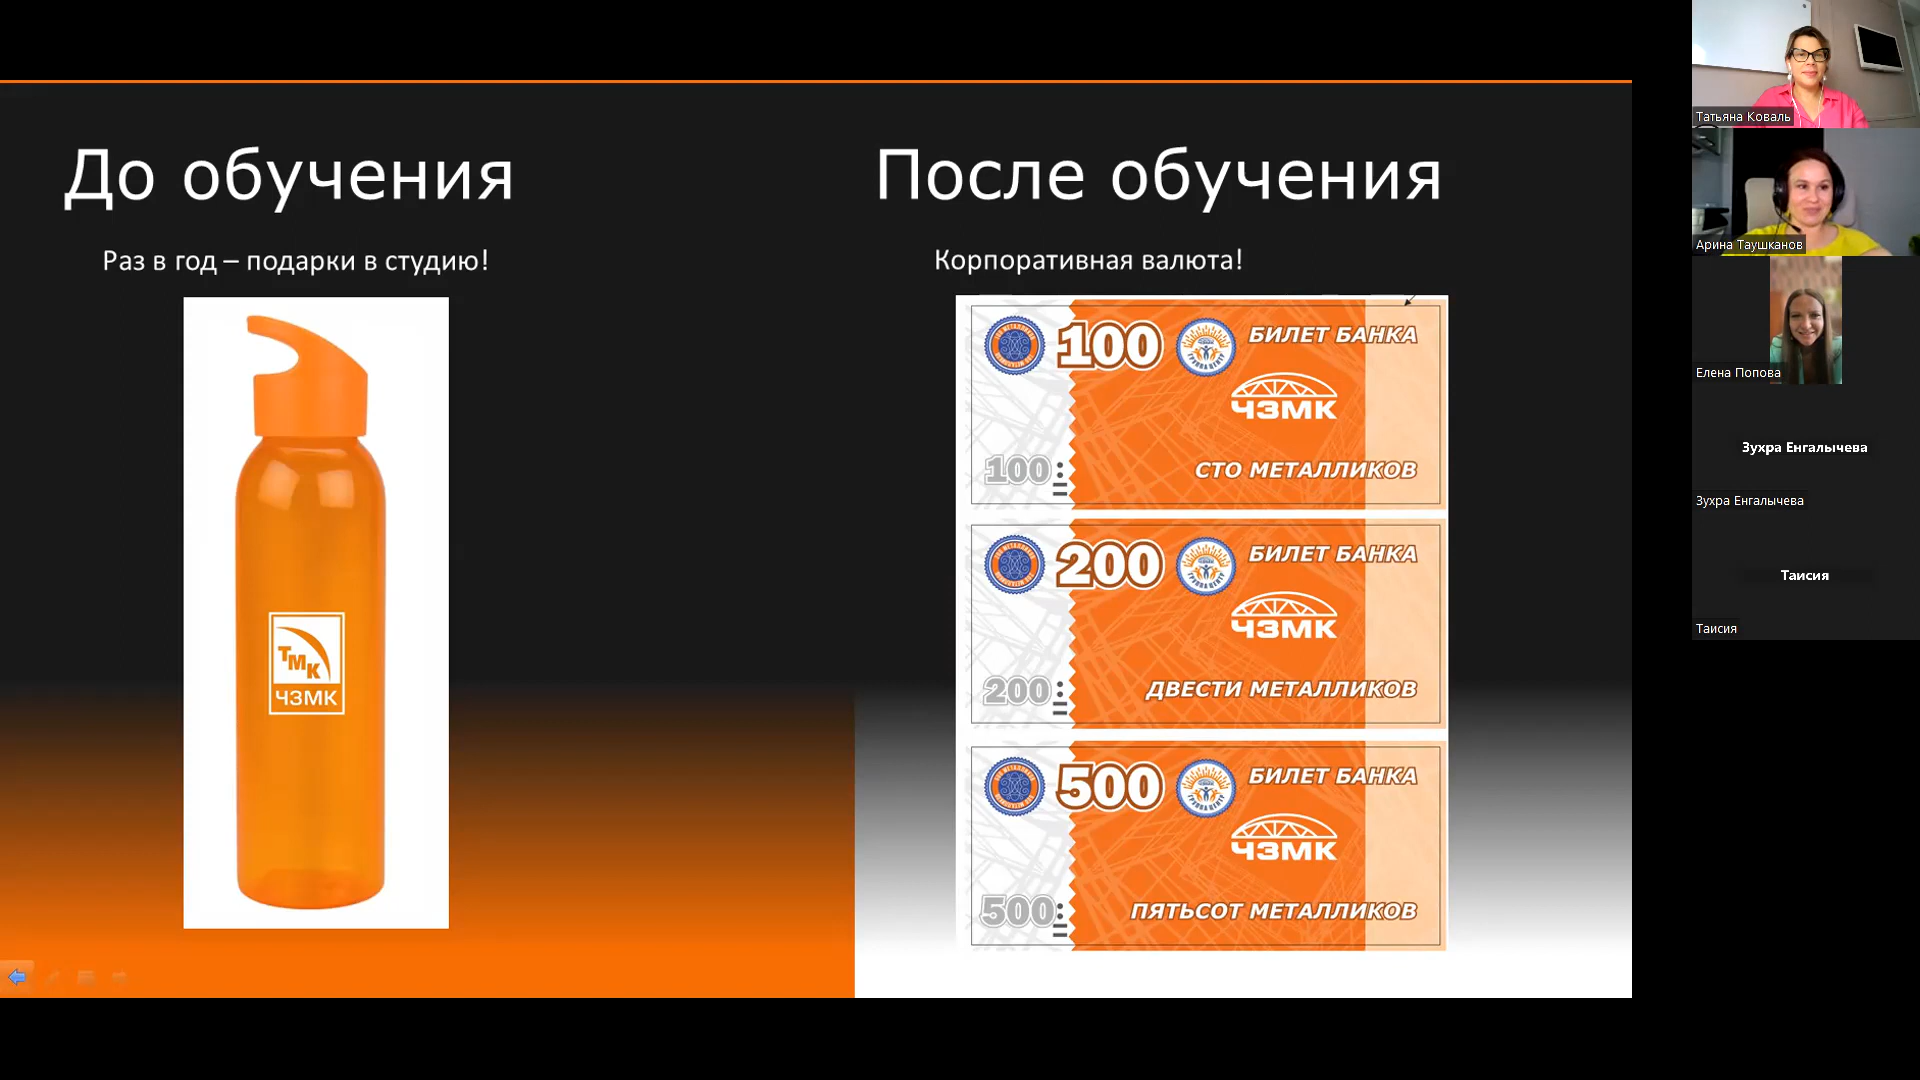 До обучения
Раз в год – подарки в студию!
ТМК
ЧЗМК
После обучения
Корпоративная валюта!
100
БИЛЕТ БАНКА
ЧЗМК
100
СТО МЕТАЛЛИКОВ
200
БИЛЕТ БАНКА
ЧЗМК
200
ДВЕСТИ МЕТАЛЛИКОВ
500
БИЛЕТ БАНКА
ЧЗМК
500
ПЯТЬСОТ МЕТАЛЛИКОВ
Татьяна Коваль
Арина Таушканов
Елена Попова
Зухра Енгалычева
Зухра Енгалычева
Таисия
Таисия